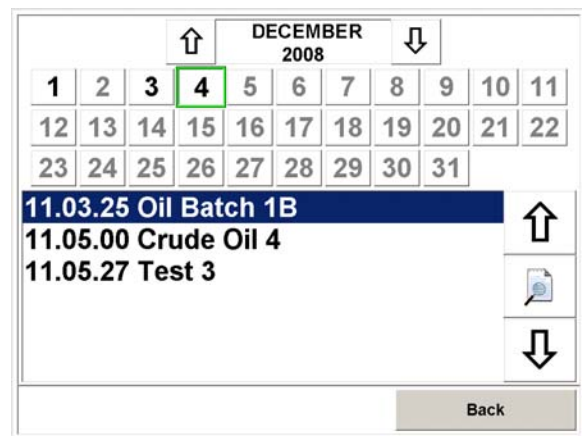 DECEMBER
2008
1 2 3 4 5 6 7 8 9 10 11
12 13 14 15 16 17 18 19 20 21 22
23 24 25 26 27 28 29 30 31
11.03.25 Oil Batch 1B
11.05.00 Crude Oil 4
11.05.27 Test 3
Back